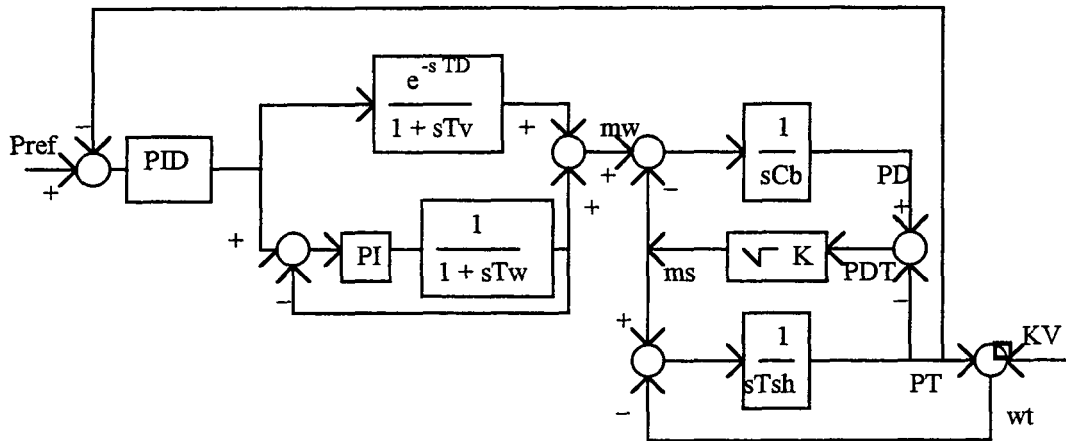 e^-s TD
1 + sTv
+
mw
Pref
−
+
PID
+
−
1
sCb
PD
+
+
PI
1
1 + sTw
−
ms
√ K
PDT
−
+
1
sTsh
−
PT
KV
wt